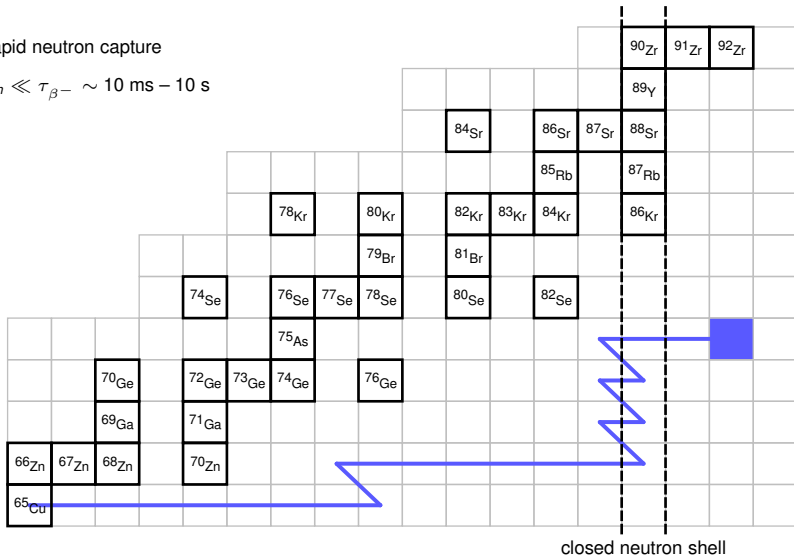 apid neutron capture
≪ τβ− ∼ 10 ms – 10 s
90Zr 91Zr 92Zr
89Y
84Sr 86Sr 87Sr 88Sr
85Rb 87Rb
78Kr 80Kr 82Kr 83Kr 84Kr 86Kr
79Br 81Br
74Se 76Se 77Se 78Se 80Se 82Se
75As
70Ge 72Ge 73Ge 74Ge 76Ge
69Ga 71Ga
66Zn 67Zn 68Zn 70Zn
65Cu
closed neutron shell